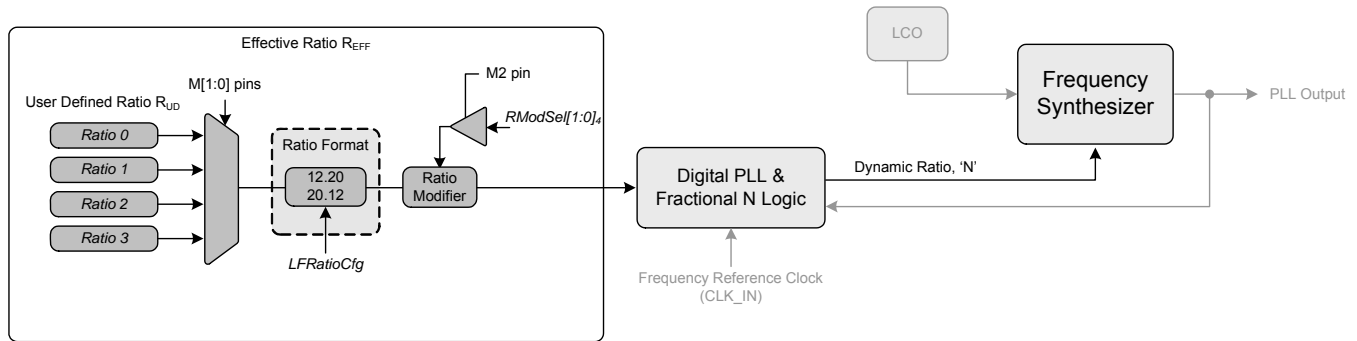 Effective Ratio REFF
M[1:0] pins
User Defined Ratio RUD
Ratio 0
Ratio 1
Ratio 2
Ratio 3
Ratio Format
12.20
20.12
LFRatioCfg
M2 pin
RModSel[1:0]4
Ratio
Modifier
Digital PLL &
Fractional N Logic
Frequency Reference Clock
(CLK_IN)
Dynamic Ratio, ‘N’
LCO
Frequency
Synthesizer
PLL Output